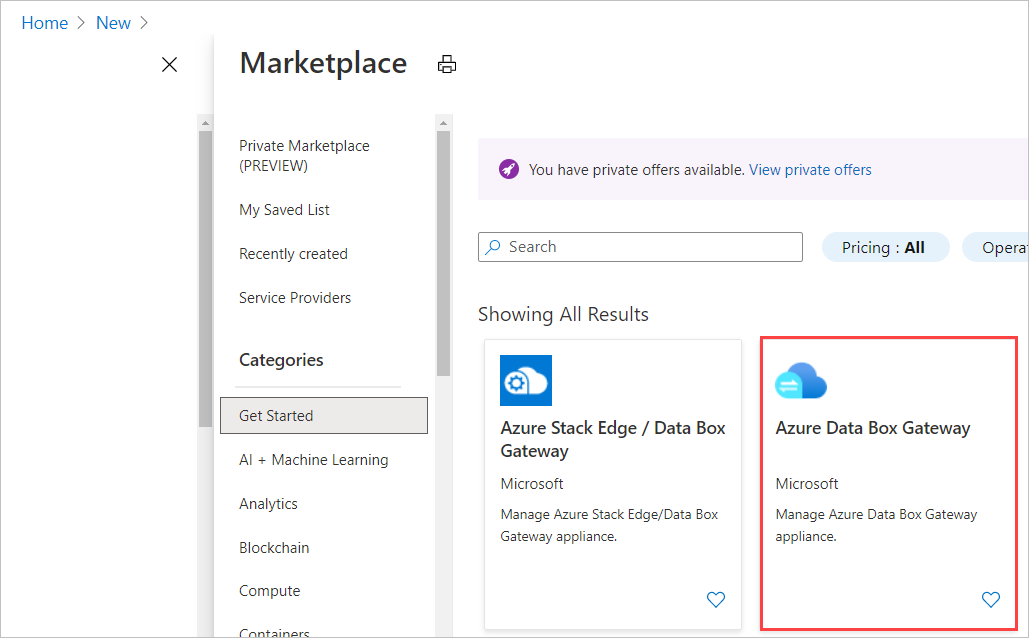 Home > New >
Marketplace
Private Marketplace
(PREVIEW)
My Saved List
Recently created
Service Providers
Categories
Get Started
AI + Machine Learning
Analytics
Blockchain
Compute
Containers
You have private offers available. View private offers
Search
Pricing : All
Opera
Showing All Results
Azure Stack Edge / Data Box
Gateway
Microsoft
Manage Azure Stack Edge/Data Box
Gateway appliance.
Azure Data Box Gateway
Microsoft
Manage Azure Data Box Gateway
appliance.